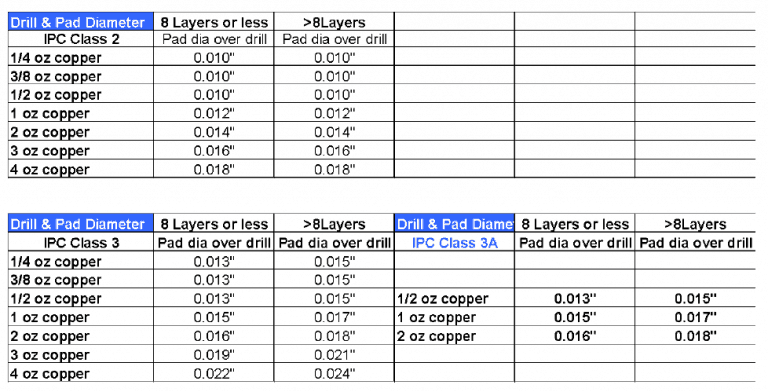 Drill & Pad Diameter 8 Layers or less >8Layers
IPC Class 2 Pad dia over drill Pad dia over drill
1/4 oz copper 0.010" 0.010"
3/8 oz copper 0.010" 0.010"
1/2 oz copper 0.010" 0.010"
1 oz copper 0.012" 0.012"
2 oz copper 0.014" 0.014"
3 oz copper 0.016" 0.016"
4 oz copper 0.018" 0.018"
Drill & Pad Diameter 8 Layers or less >8Layers Drill & Pad Diame 8 Layers or less >8Layers
IPC Class 3 Pad dia over drill Pad dia over drill IPC Class 3A Pad dia over drill Pad dia over drill
1/4 oz copper 0.013" 0.015"
3/8 oz copper 0.013" 0.015"
1/2 oz copper 0.013" 0.015" 1/2 oz copper 0.013" 0.015"
1 oz copper 0.015" 0.017" 1 oz copper 0.015" 0.017"
2 oz copper 0.016" 0.018" 2 oz copper 0.016" 0.018"
3 oz copper 0.019" 0.021"
4 oz copper 0.022" 0.024"